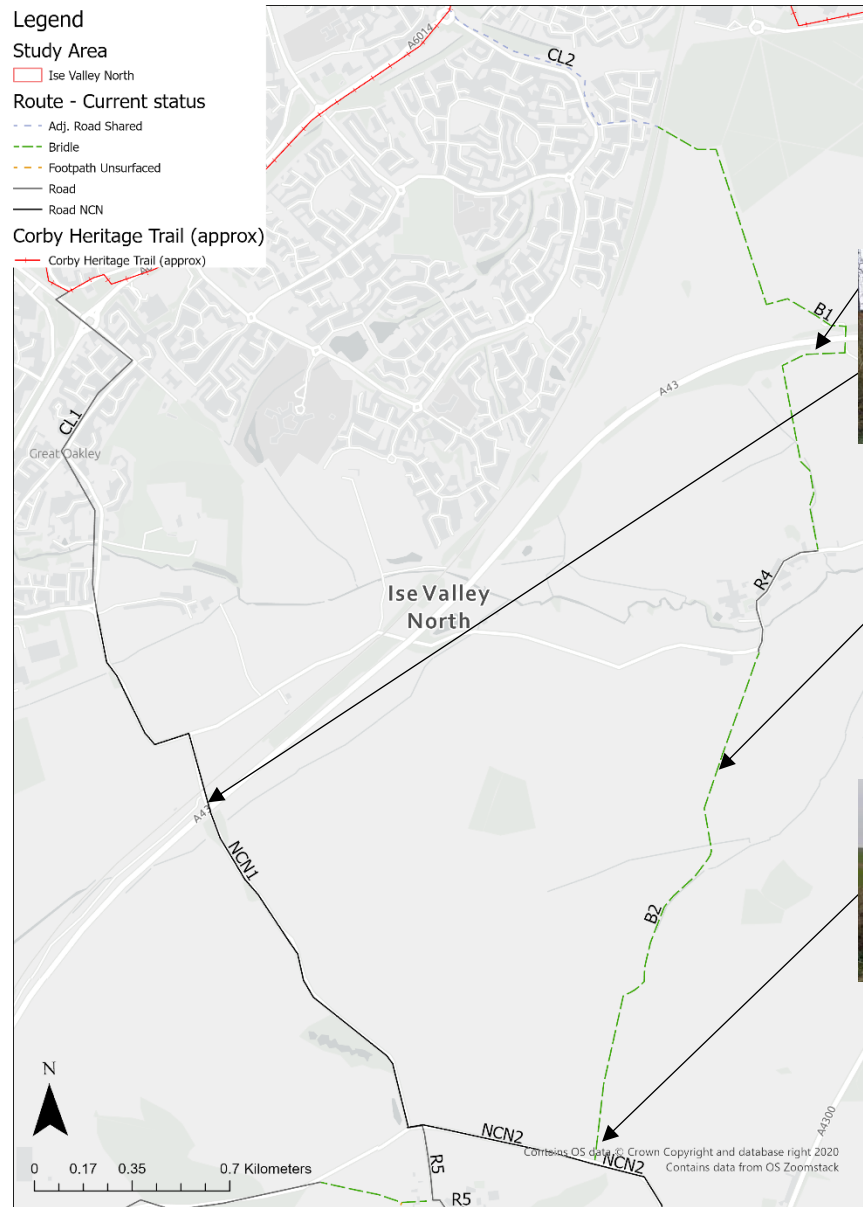 Legend
Study Area
Ise Valley North
Route - Current status
Adj. Road Shared
Bridle
Footpath Unsurfaced
Road
Road NCN
Corby Heritage Trail (approx)
Corby Heritage Trail (approx)
A6014
CL2
B1
A43
CL1
Great Oakley
R4
Ise Valley
North
A43
NCN1
B2
A4300
N
NCN2
NCN2
R5
R5
0 0.17 0.35 0.7 Kilometers
Contains OS data © Crown Copyright and database right 2020
Contains data from OS Zoomstack